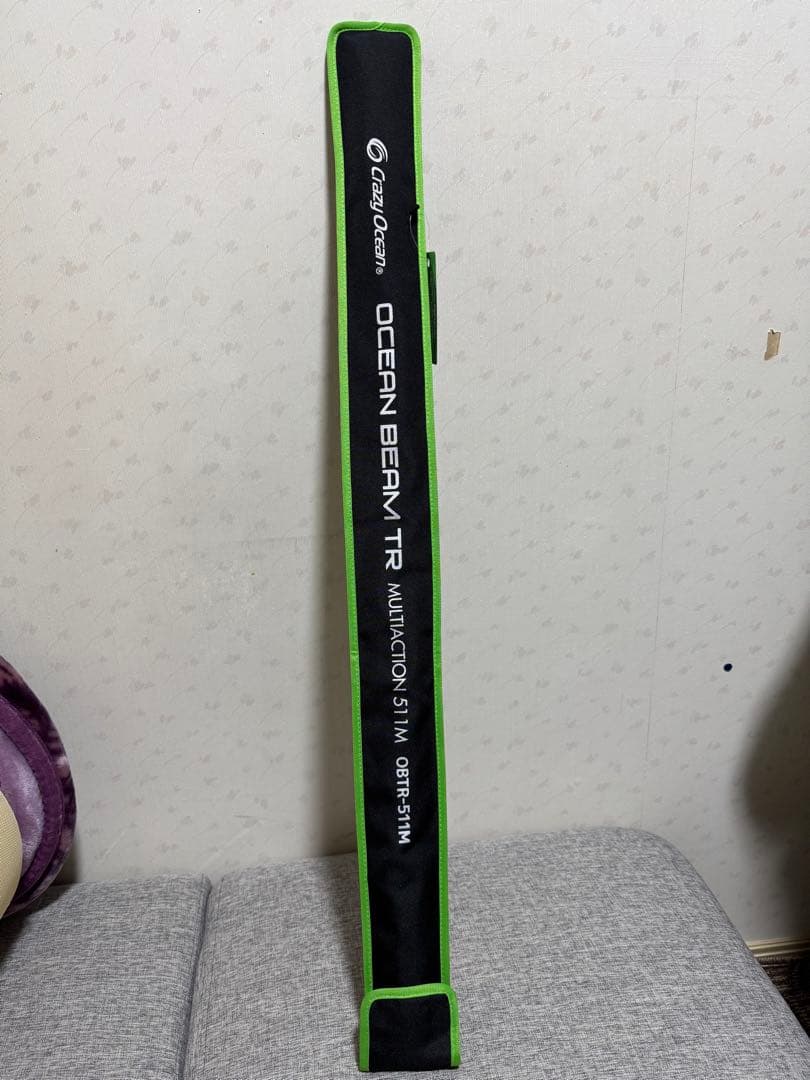 Crazy Ocean®
OCEAN BEAM TR MULTIACTION 511M OBTR-511M